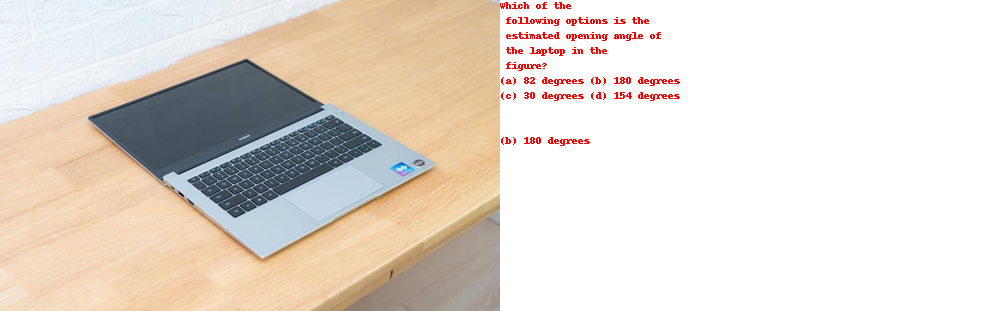 Which of the
following options is the
estimated opening angle of
the laptop in the
figure?
(a) 82 degrees (b) 180 degrees
(c) 30 degrees (d) 154 degrees
(b) 180 degrees